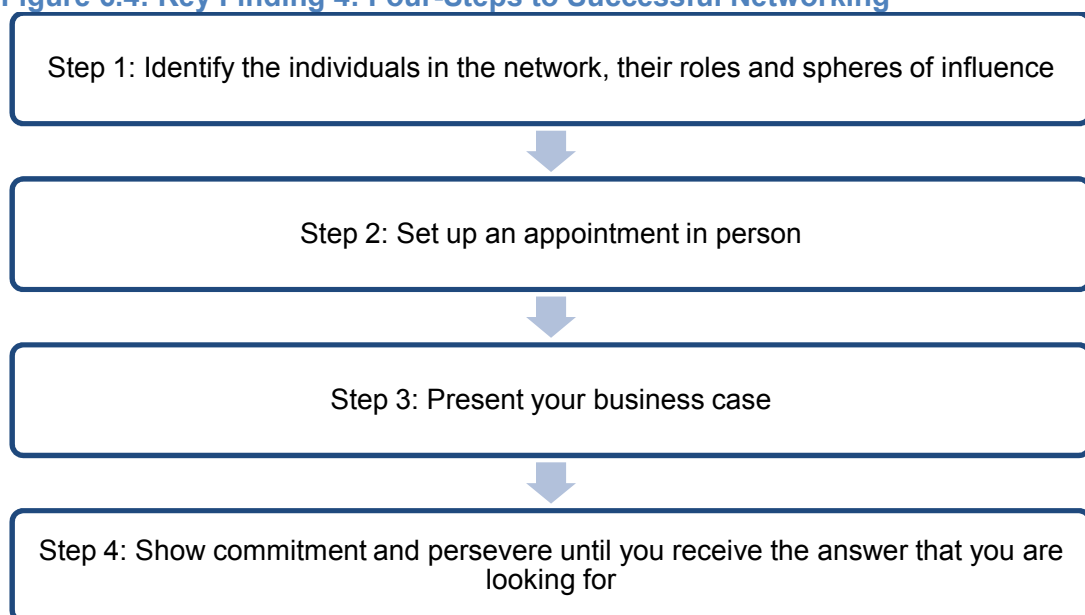 Figure 6.4: Key Finding 4: Four-Steps to Successful Networking
Step 1: Identify the individuals in the network, their roles and spheres of influence
Step 2: Set up an appointment in person
Step 3: Present your business case
Step 4: Show commitment and persevere until you receive the answer that you are
looking for